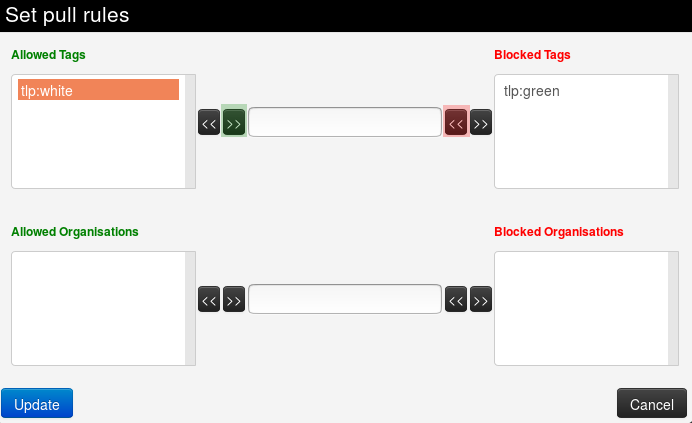 Set pull rules
Allowed Tags
Blocked Tags
tlp:white
tlp:green
<< >> << >>
Allowed Organisations
Blocked Organisations
<< >> << >>
Update
Cancel